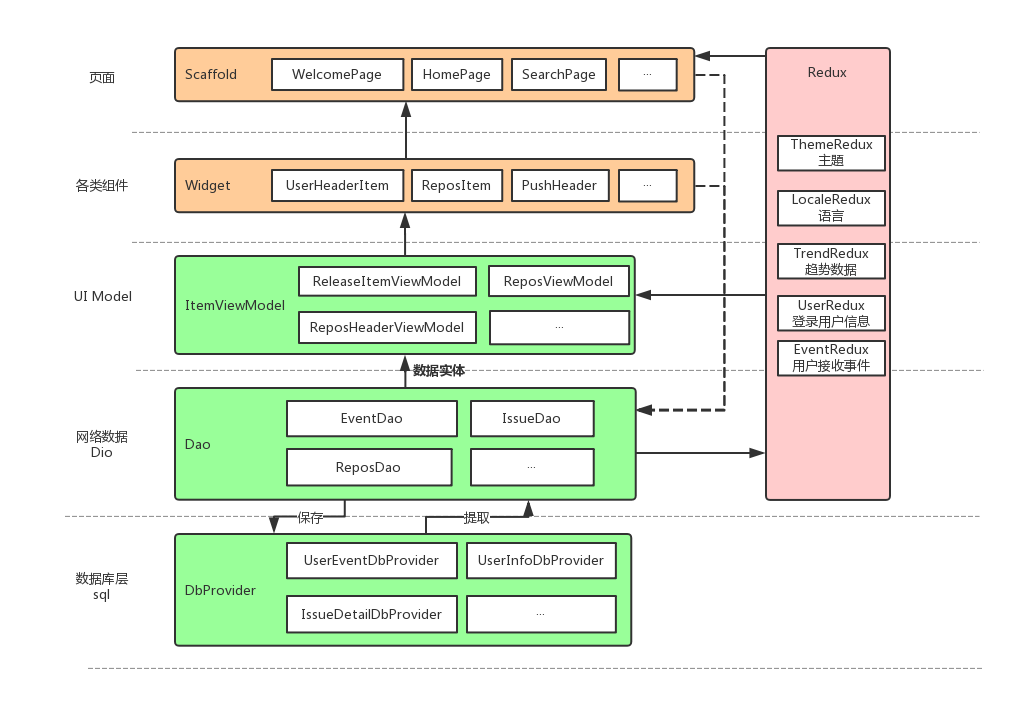 页面
Scaffold
WelcomePage
HomePage
SearchPage
...
Redux
ThemeRedux
主题
LocaleRedux
语言
TrendRedux
趋势数据
UserRedux
登录用户信息
EventRedux
用户接收事件
各类组件
Widget
UserHeaderItem
ReposItem
PushHeader
...
UI Model
ItemViewModel
ReleaseItemViewModel
ReposViewModel
ReposHeaderViewModel
...
数据实体
网络数据
Dio
Dao
EventDao
IssueDao
ReposDao
...
保存
提取
数据库层
sql
DbProvider
UserEventDbProvider
UserInfoDbProvider
IssueDetailDbProvider
...